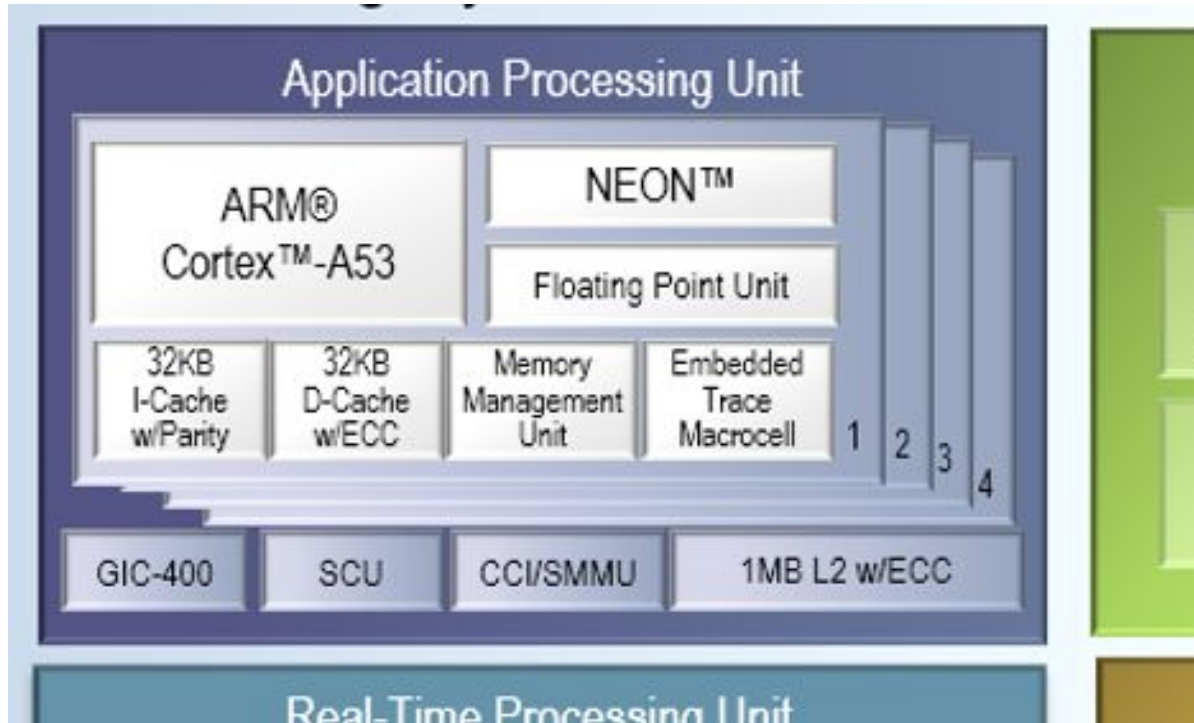 Application Processing Unit
ARM®
Cortex™-A53
NEON™
Floating Point Unit
32KB
I-Cache
w/Parity
32KB
D-Cache
w/ECC
Memory
Management
Unit
Embedded
Trace
Macrocell
1
2
3
4
GIC-400
SCU
CCI/SMMU
1MB L2 w/ECC
Real-Time Processing Unit